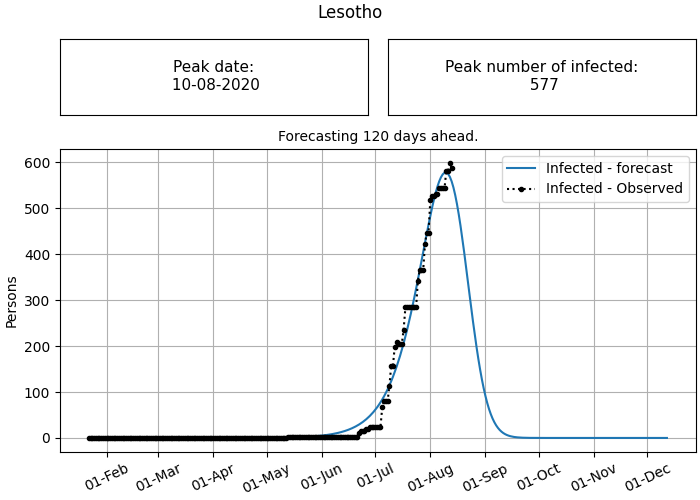 Lesotho
Peak date:
10-08-2020
Peak number of infected:
577
Forecasting 120 days ahead.
Infected - forecast
Infected - Observed
Persons
600
500
400
300
200
100
0
01-Feb
01-Mar
01-Apr
01-May
01-Jun
01-Jul
01-Aug
01-Sep
01-Oct
01-Nov
01-Dec